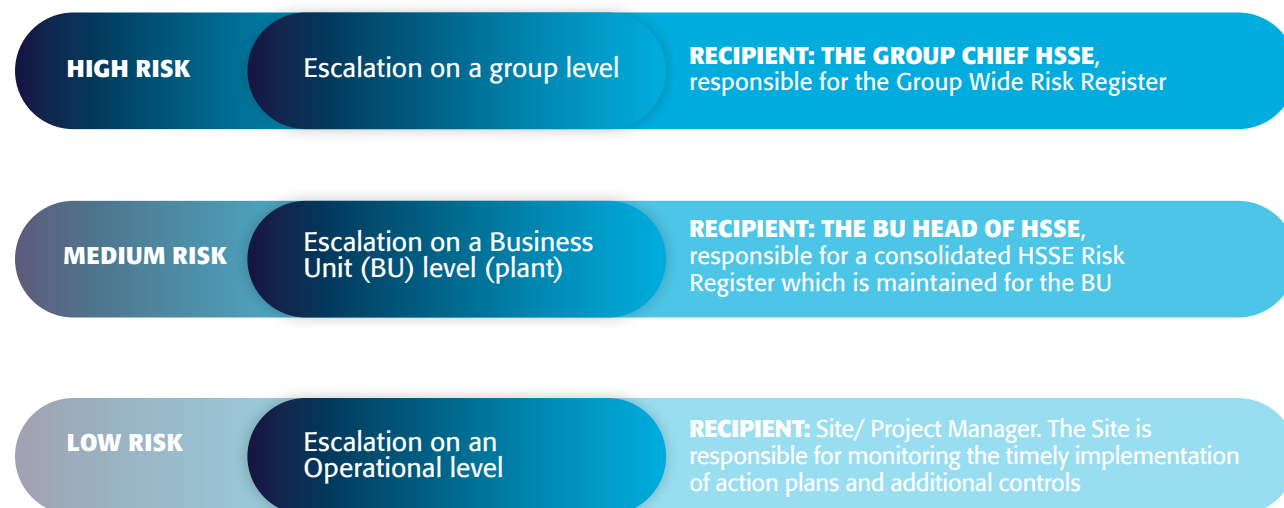 HIGH RISK
Escalation on a group level
RECIPIENT: THE GROUP CHIEF HSSE,
responsible for the Group Wide Risk Register
MEDIUM RISK
Escalation on a Business
Unit (BU) level (plant)
RECIPIENT: THE BU HEAD OF HSSE,
responsible for a consolidated HSSE Risk
Register which is maintained for the BU
LOW RISK
Escalation on an
Operational level
RECIPIENT: Site/ Project Manager. The Site is
responsible for monitoring the timely implementation
of action plans and additional controls